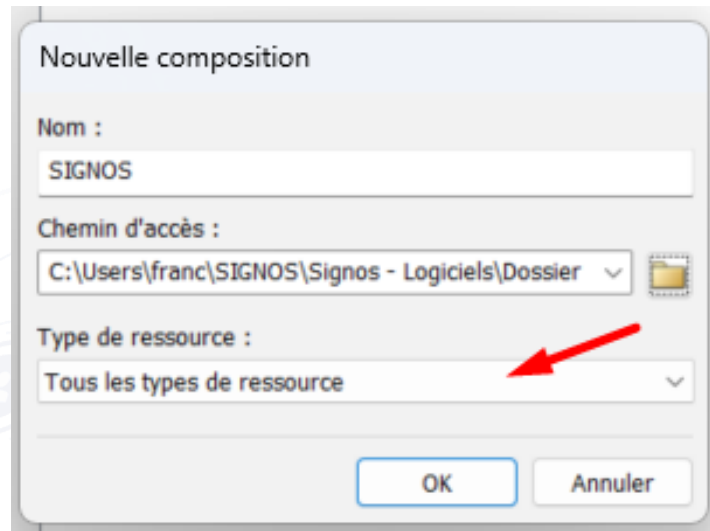 Nouvelle composition
Nom :
SIGNOS
Chemin d'accès :
C:\Users\franc\SIGNOS\Signos - Logiciels\Dossier
Type de ressource :
Tous les types de ressource
OK
Annuler